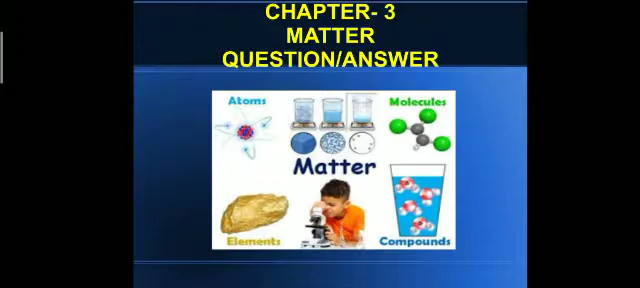 CHAPTER- 3
MATTER
QUESTION/ANSWER
Atoms
Molecules
Matter
Elements
Compounds